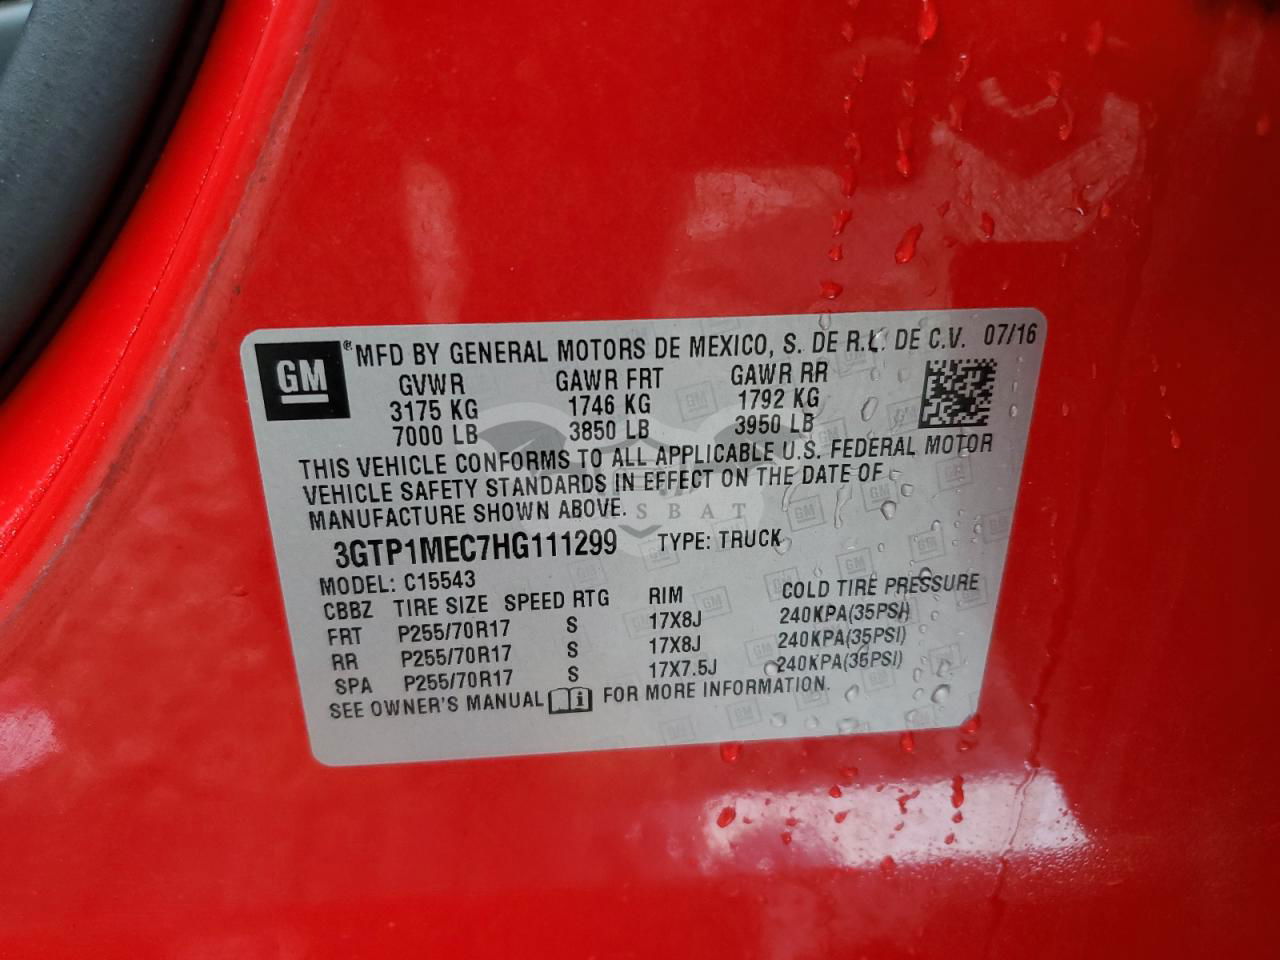 GM ® MFD BY GENERAL MOTORS DE MEXICO, S. DE R.L. DE C.V. 07/16
GVWR GAWR FRT GAWR RR
3175 KG 1746 KG 1792 KG
7000 LB 3850 LB 3950 LB
THIS VEHICLE CONFORMS TO ALL APPLICABLE U.S. FEDERAL MOTOR
VEHICLE SAFETY STANDARDS IN EFFECT ON THE DATE OF
MANUFACTURE SHOWN ABOVE.
3GTP1MEC7HG111299 TYPE: TRUCK
MODEL: C15543
CBBZ TIRE SIZE SPEED RTG RIM COLD TIRE PRESSURE
FRT P255/70R17 S 17X8J 240KPA(35PSI)
RR P255/70R17 S 17X8J 240KPA(35PSI)
SPA P255/70R17 S 17X7.5J 240KPA(35PSI)
SEE OWNER'S MANUAL FOR MORE INFORMATION.